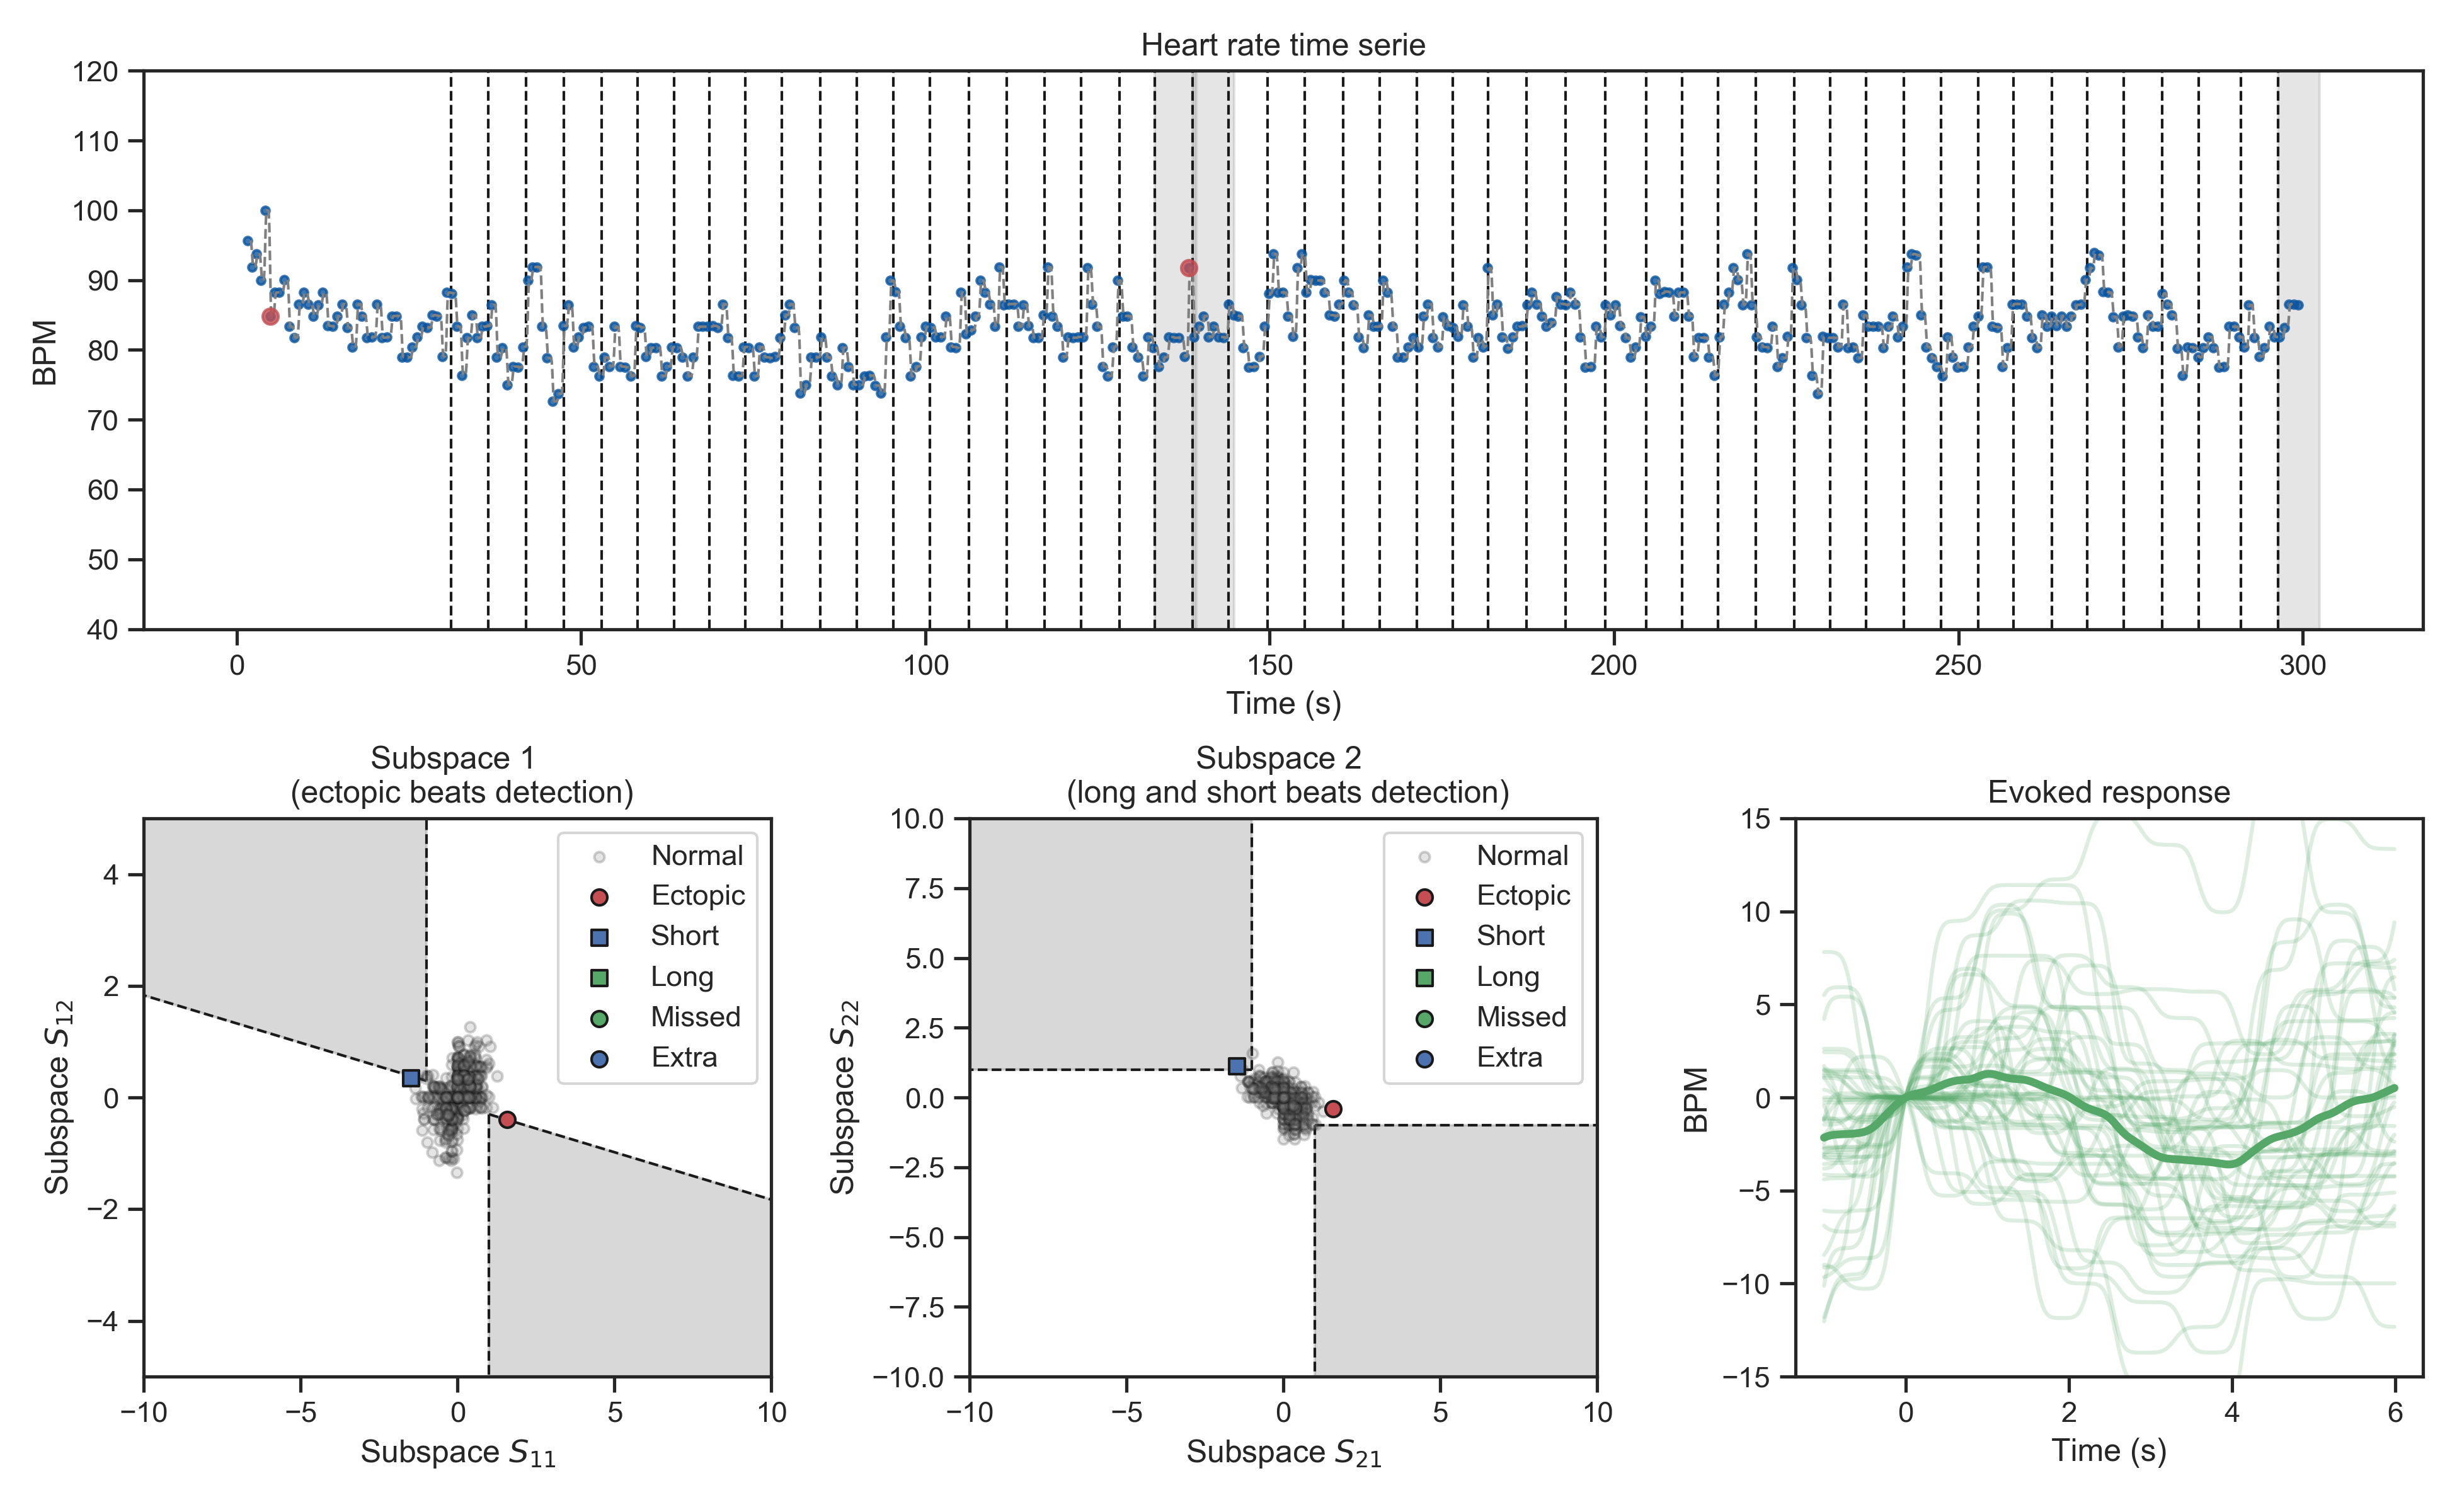 Heart rate time serie
120
110
100
90
80
70
60
50
40
BPM
0 50 100 150 200 250 300
Time (s)
Subspace 1
(ectopic beats detection)
4
2
0
−2
−4
Subspace S12
−10 −5 0 5 10
Subspace S11
Normal
Ectopic
Short
Long
Missed
Extra
Subspace 2
(long and short beats detection)
10.0
7.5
5.0
2.5
0.0
−2.5
−5.0
−7.5
−10.0
Subspace S22
−10 −5 0 5 10
Subspace S21
Normal
Ectopic
Short
Long
Missed
Extra
Evoked response
15
10
5
0
−5
−10
−15
BPM
0 2 4 6
Time (s)